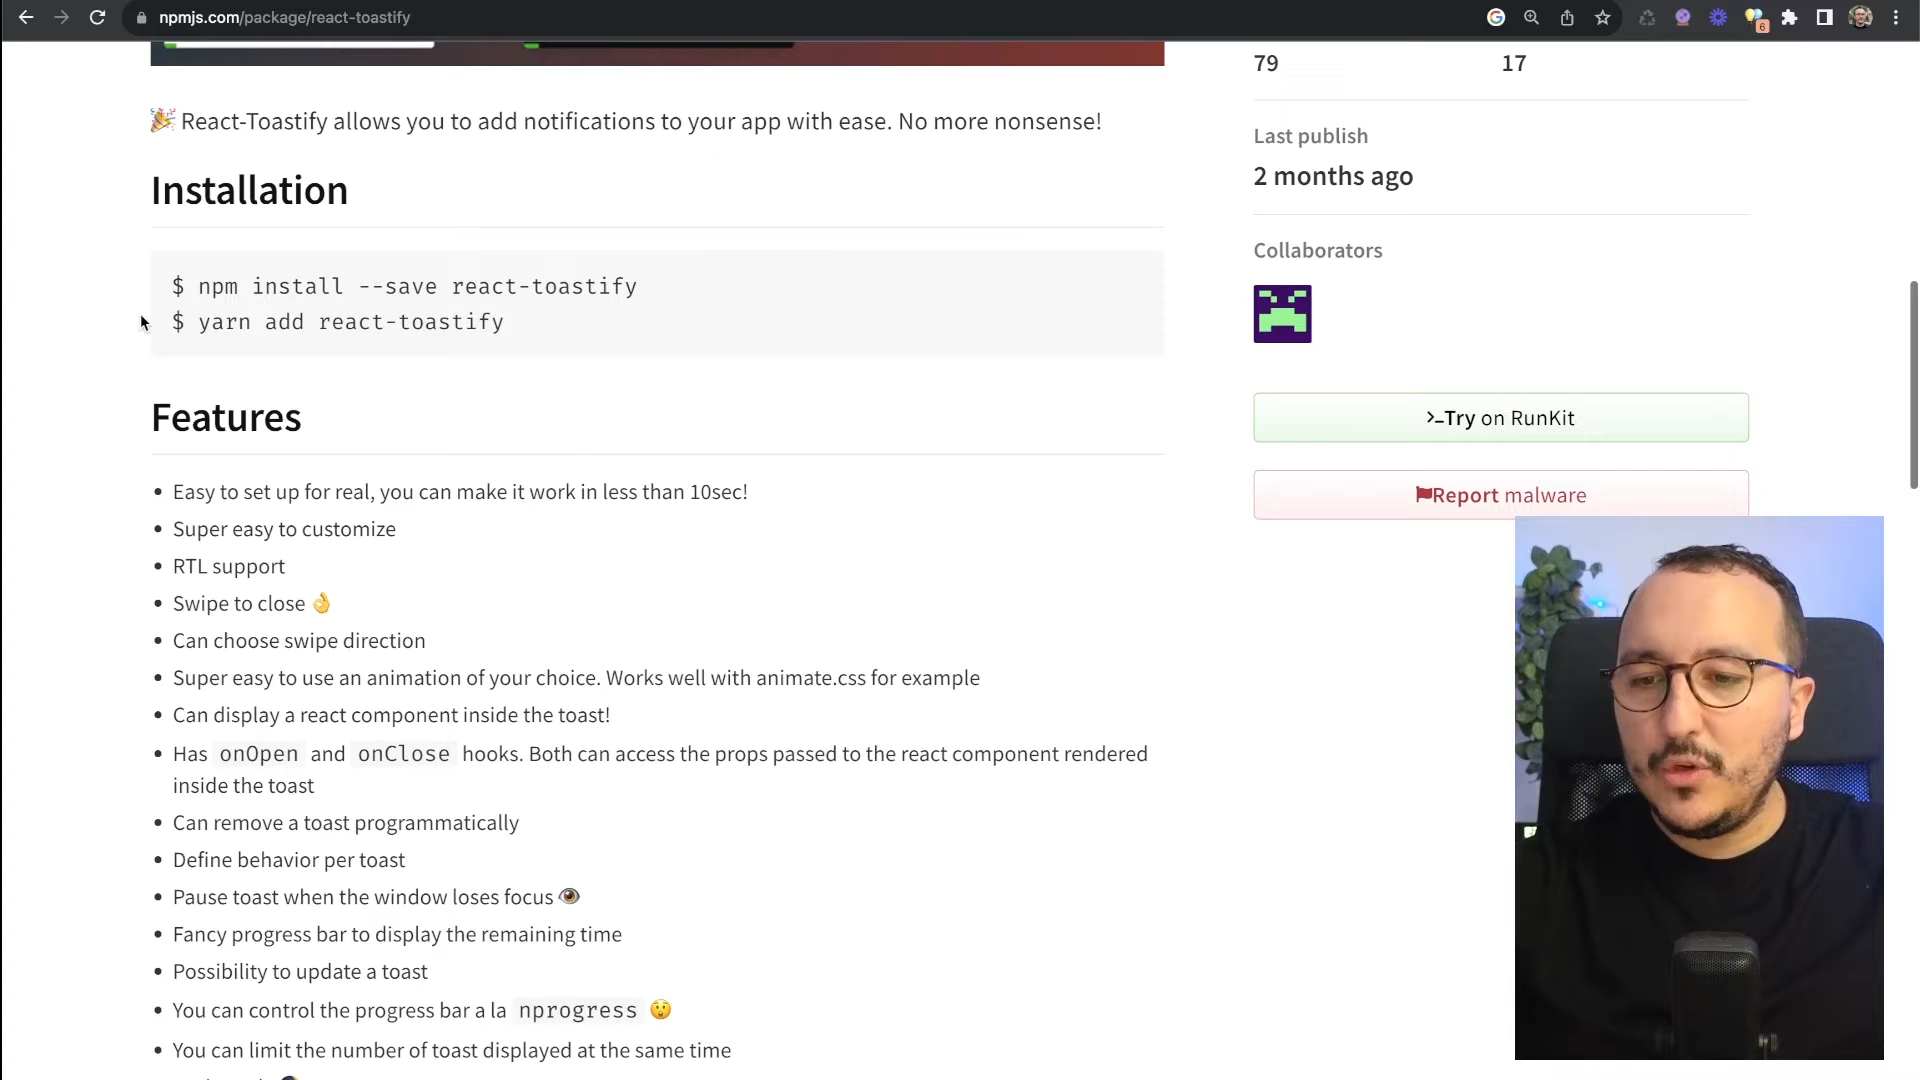 npmjs.com/package/react-toastify
6
79
17
🎉 React-Toastify allows you to add notifications to your app with ease. No more nonsense!
Last publish
2 months ago
Installation
$ npm install --save react-toastify
$ yarn add react-toastify
Collaborators
>_Try on RunKit
Report malware
Features
• Easy to set up for real, you can make it work in less than 10sec!
• Super easy to customize
• RTL support
• Swipe to close 👌
• Can choose swipe direction
• Super easy to use an animation of your choice. Works well with animate.css for example
• Can display a react component inside the toast!
• Has onOpen and onClose hooks. Both can access the props passed to the react component rendered
inside the toast
• Can remove a toast programmatically
• Define behavior per toast
• Pause toast when the window loses focus 👁
• Fancy progress bar to display the remaining time
• Possibility to update a toast
• You can control the progress bar a la nprogress 😲
• You can limit the number of toast displayed at the same time